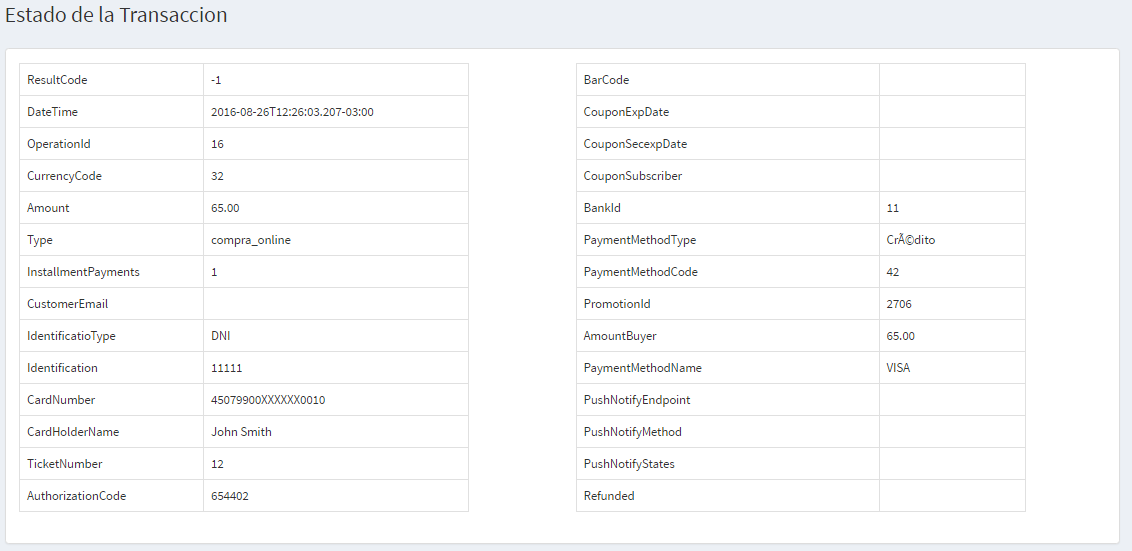 Estado de la Transaccion
ResultCode -1
DateTime 2016-08-26T12:26:03.207-03:00
OperationId 16
CurrencyCode 32
Amount 65.00
Type compra_online
InstallmentPayments 1
CustomerEmail
IdentificatioType DNI
Identification 11111
CardNumber 45079900XXXXXX0010
CardHolderName John Smith
TicketNumber 12
AuthorizationCode 654402
BarCode
CouponExpDate
CouponSecexpDate
CouponSubscriber
BankId 11
PaymentMethodType CrÃ©dito
PaymentMethodCode 42
PromotionId 2706
AmountBuyer 65.00
PaymentMethodName VISA
PushNotifyEndpoint
PushNotifyMethod
PushNotifyStates
Refunded